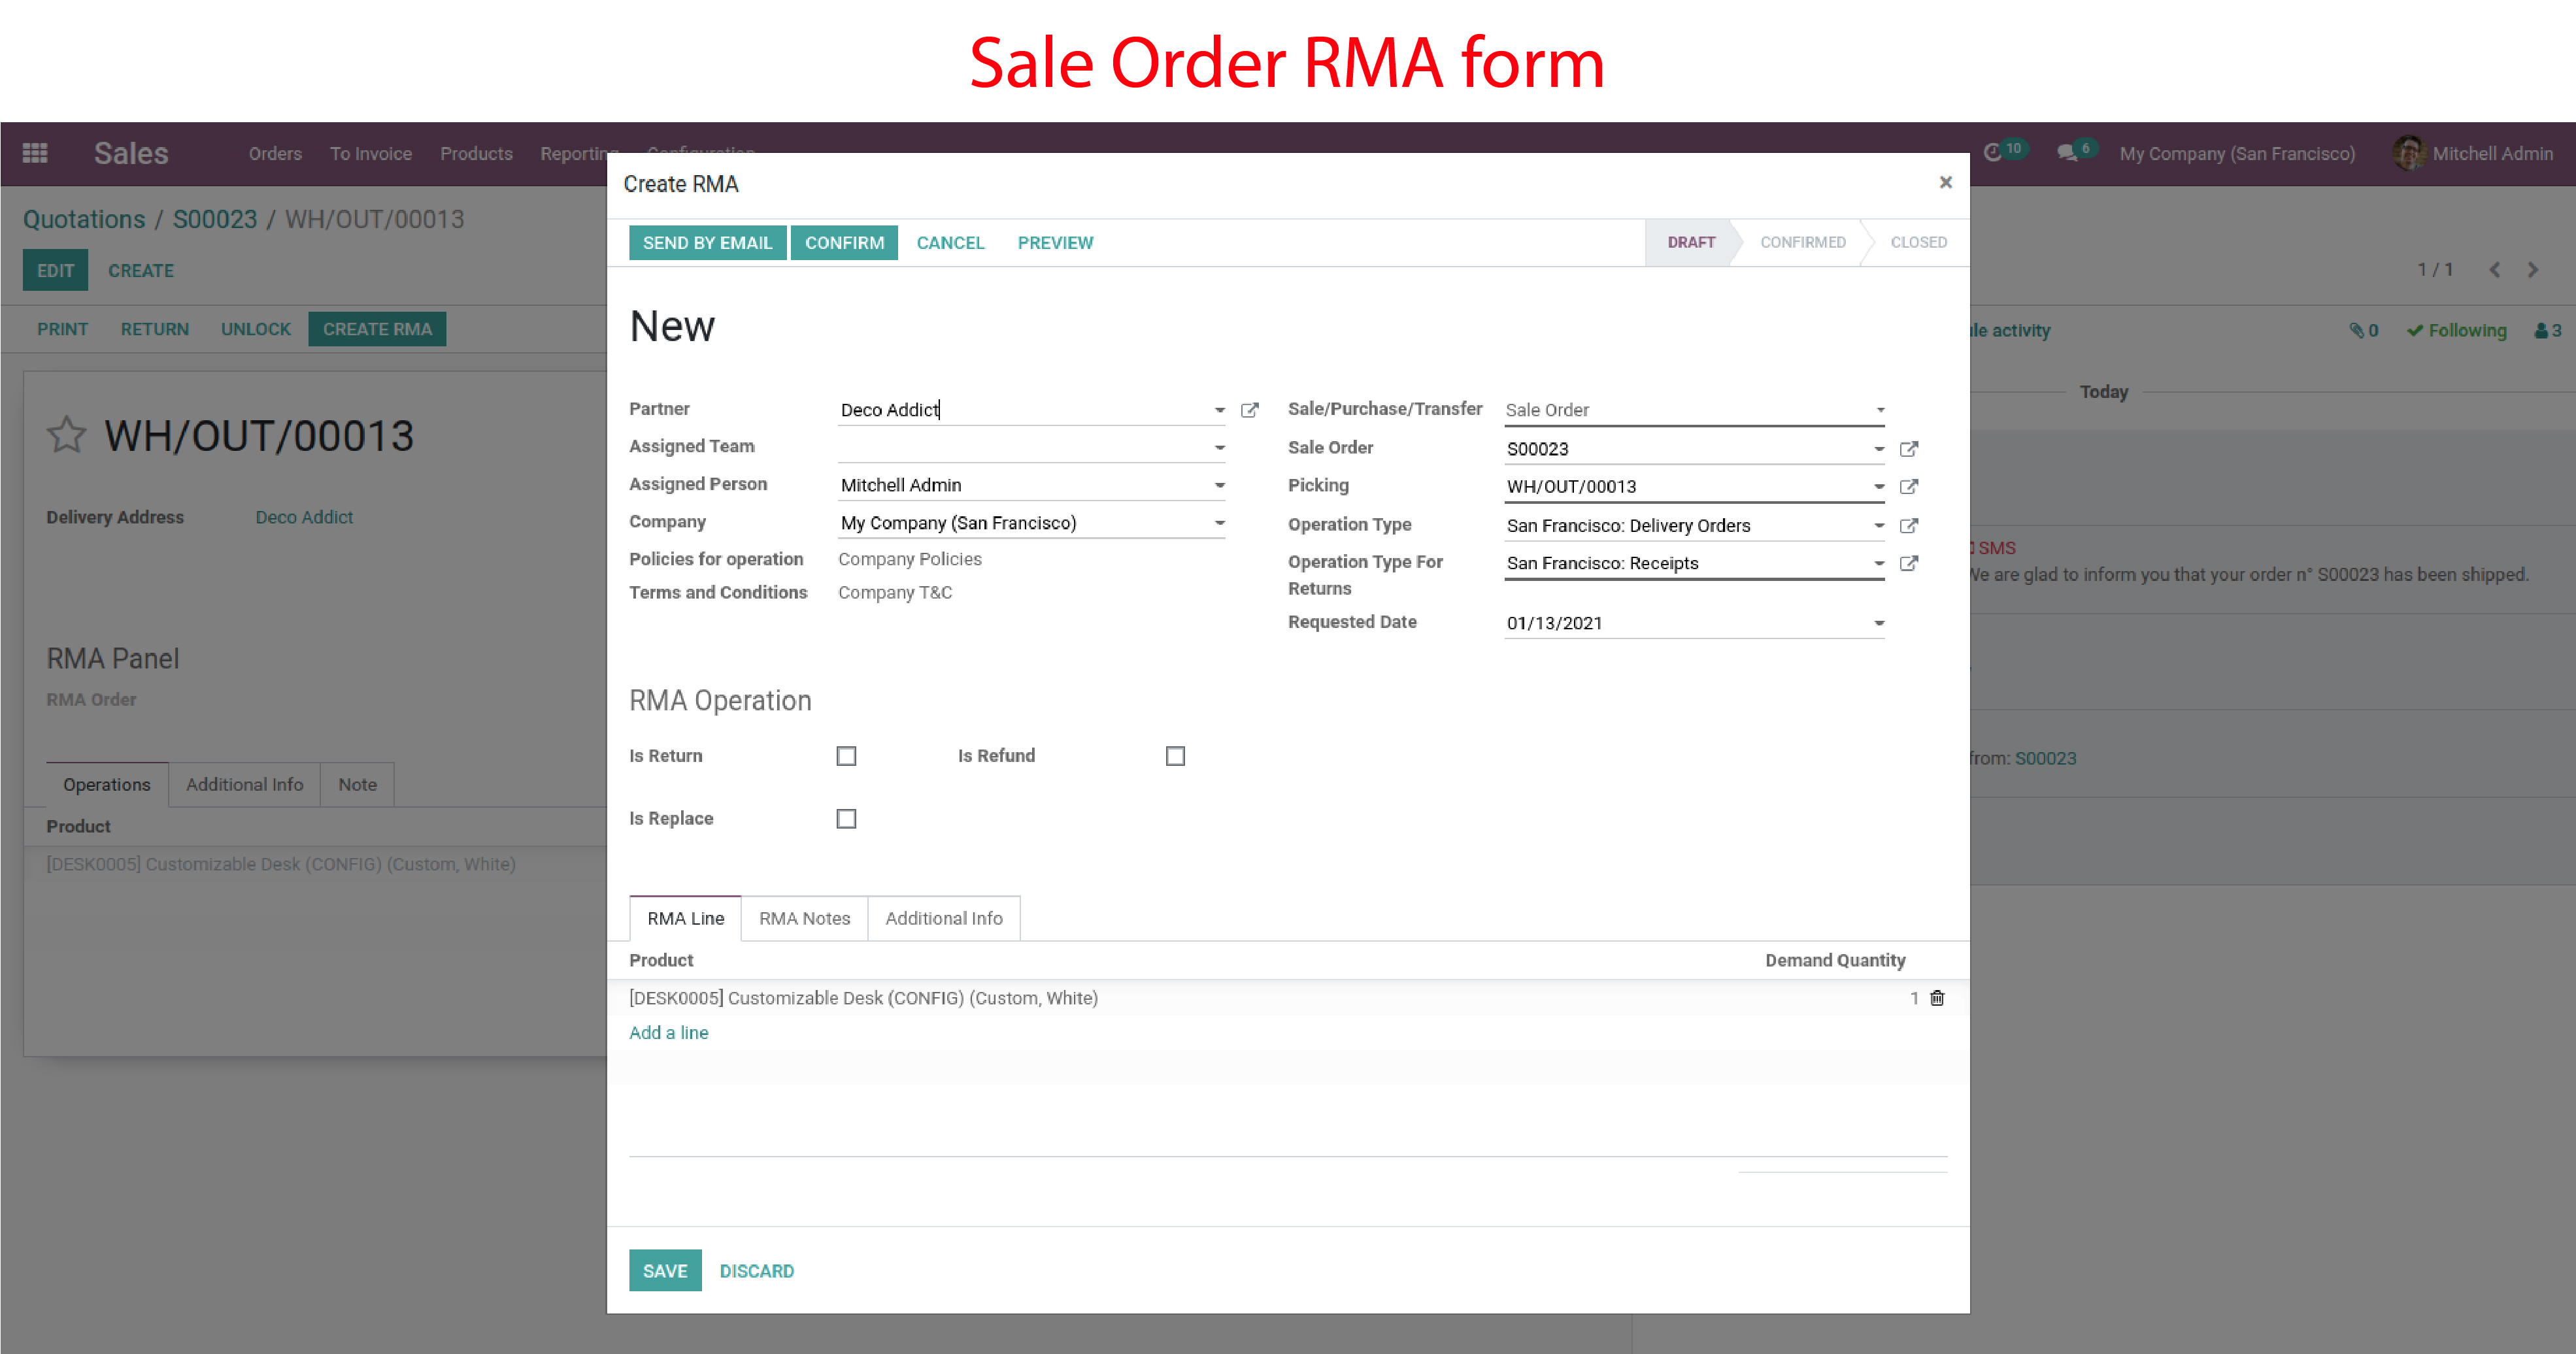 Sale Order RMA form
Sales Orders To Invoice Products Reporting Configuration 10 6 My Company (San Francisco) Mitchell Admin
Quotations / S00023 / WH/OUT/00013
EDIT CREATE
1 / 1
PRINT RETURN UNLOCK CREATE RMA
activity 0 Following 3
Today
WH/OUT/00013
Delivery Address Deco Addict
SMS
We are glad to inform you that your order n° S00023 has been shipped.
RMA Panel
RMA Order
from: S00023
Operations Additional Info Note
Product
[DESK0005] Customizable Desk (CONFIG) (Custom, White)
Create RMA ×
SEND BY EMAIL CONFIRM CANCEL PREVIEW DRAFT CONFIRMED CLOSED
New
Partner Deco Addict
Assigned Team
Assigned Person Mitchell Admin
Company My Company (San Francisco)
Policies for operation Company Policies
Terms and Conditions Company T&C
Sale/Purchase/Transfer Sale Order
Sale Order S00023
Picking WH/OUT/00013
Operation Type San Francisco: Delivery Orders
Operation Type For San Francisco: Receipts
Returns
Requested Date 01/13/2021
RMA Operation
Is Return Is Refund
Is Replace
RMA Line RMA Notes Additional Info
Product Demand Quantity
[DESK0005] Customizable Desk (CONFIG) (Custom, White) 1
Add a line
SAVE DISCARD